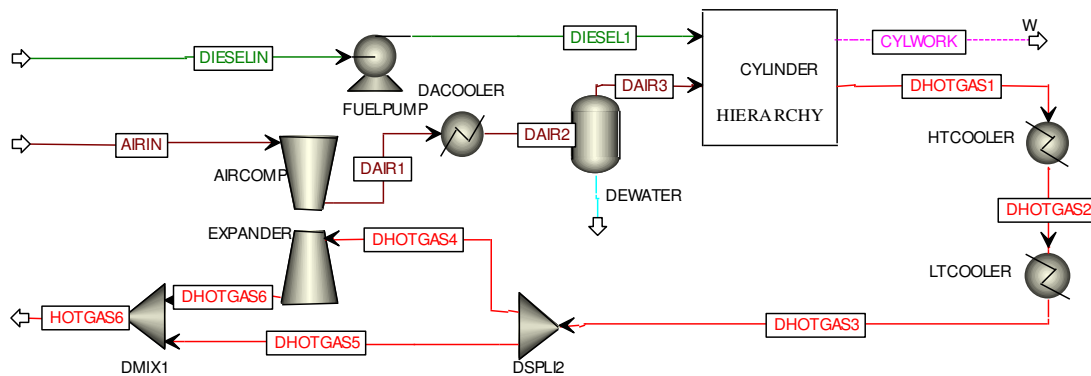 W
DIESELIN
DIESEL1
CYLWORK
FUELPUMP
DACOOLER
DAIR3
CYLINDER
DHOTGAS1
HIERARCHY
AIRIN
DAIR2
HTCOOLER
AIRCOMP
DAIR1
DEWATER
DHOTGAS2
EXPANDER
DHOTGAS4
LTCOOLER
DHOTGAS6
HOTGAS6
DHOTGAS5
DHOTGAS3
DMIX1
DSPLI2